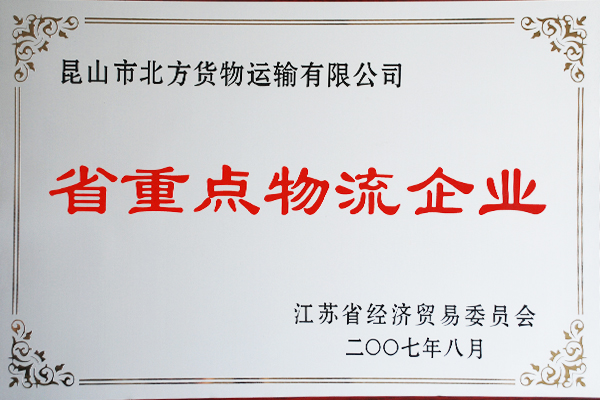 昆山市北方货物运输有限公司
省重点物流企业
江苏省经济贸易委员会
二〇〇七年八月